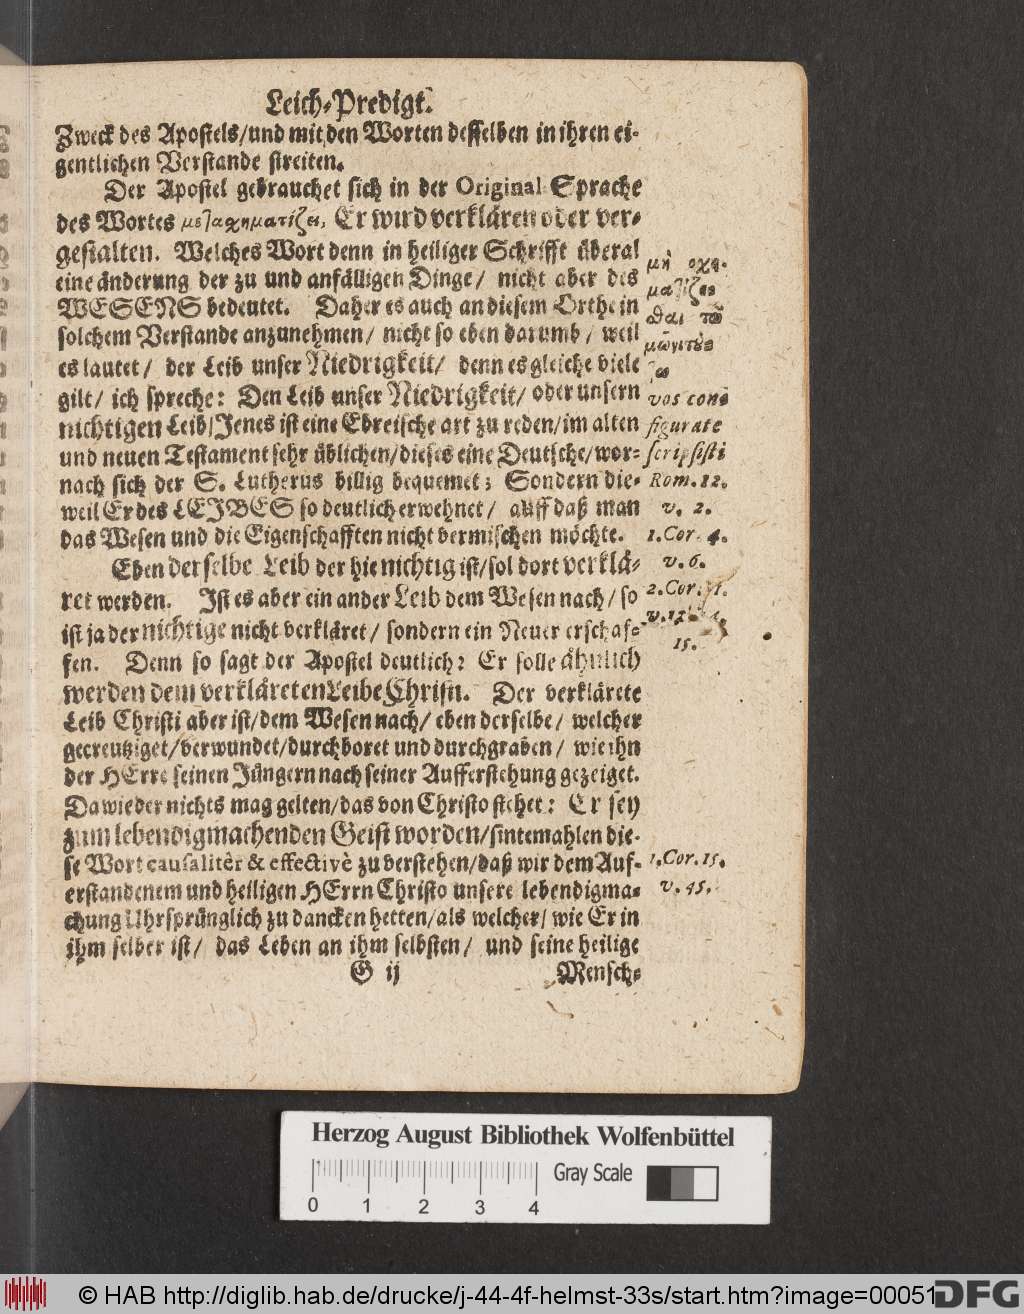 Leich-Predigt.
Zweck des Apostels/und mit den Worten desselben in ihren ei-
gentlichen Verstande streiten.
Der Apostel gebrauchet sich in der Original Sprache
des Wortes μεταχηματίζει, Er wird verklären oder ver-
gestalten. Welches Wort denn in heiliger Schrifft überal
eine änderung der zu und anfälligen Dinge/ nicht aber des
WESENS bedeutet. Daher es auch an diesem Orthe in
solchem Verstande anzunehmen/ nicht so eben darumb/ weil
es lautet/ der Leib unser Niedrigkeit/ denn es gleiche viele
gilt/ ich spreche: Den Leib unser Niedrigkeit/ oder unsern
nichtigen Leib/Jenes ist eine Ebreische art zu reden/im alten
und neuen Testament sehr üblichen/dieses eine Deutsche/wor-
nach sich der S. Lutherus billig bequemet; Sondern die-
weil Er des LEIBES so deutlich erwehnet/ auff daß man
das Wesen und die Eigenschafften nicht vermischen möchte.
Eben derselbe Leib der hie nichtig ist/sol dort verklä-
ret werden. Ist es aber ein ander Leib dem Wesen nach/ so
ist ja der nichtige nicht verkläret/ sondern ein Neuer erschaf-
fen. Denn so sagt der Apostel deutlich: Er solle ähnlich
werden dem verkläreten Leibe Christi. Der verklärete
Leib Christi aber ist/dem Wesen nach/ eben derselbe/ welcher
gecreutziget/verwundet/durchboret und durchgraben/ wie ihn
der HErre seinen Jüngern nach seiner Aufferstehung gezeiget.
Dawieder nichts mag gelten/das von Christo stehet: Er sey
zum lebendigmachenden Geist worden/sintemahlen die-
se Wort causalitèr & effectivè zu verstehen/daß wir dem Auf-
erstandenem und heiligen HErrn Christo unsere lebendigma-
chung Uhrsprünglich zu dancken hetten/als welcher/ wie Er in
ihm selber ist/ das Leben an ihm selbsten/ und seine heilige
G ij Mensch-
μὴ
vos con-
figurate
scripsisti
Rom. 12.
v. 2.
1. Cor. 4.
v. 6.
2. Cor. 11.
15.
1. Cor. 15.
v. 45.
Herzog August Bibliothek Wolfenbüttel
Gray Scale
0 1 2 3 4
© HAB http://diglib.hab.de/drucke/j-44-4f-helmst-33s/start.htm?image=00051
DFG